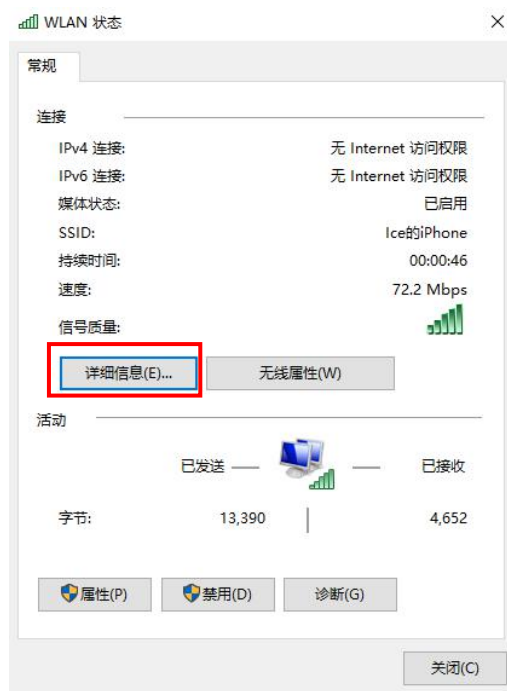 WLAN 状态
常规
连接
IPv4 连接: 无 Internet 访问权限
IPv6 连接: 无 Internet 访问权限
媒体状态: 已启用
SSID: Ice的iPhone
持续时间: 00:00:46
速度: 72.2 Mbps
信号质量:
详细信息(E)... 无线属性(W)
活动
已发送 — — 已接收
字节: 13,390 4,652
属性(P) 禁用(D) 诊断(G)
关闭(C)